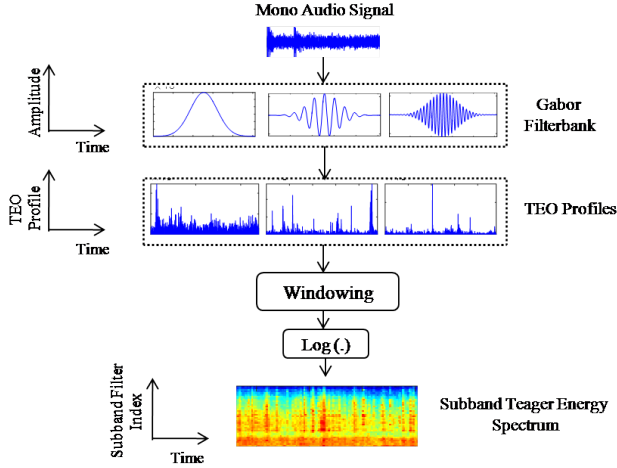 Mono Audio Signal
Amplitude
Time
Gabor
Filterbank
TEO
Profile
Time
TEO Profiles
Windowing
Log (.)
Subband Filter
Index
Time
Subband Teager Energy
Spectrum